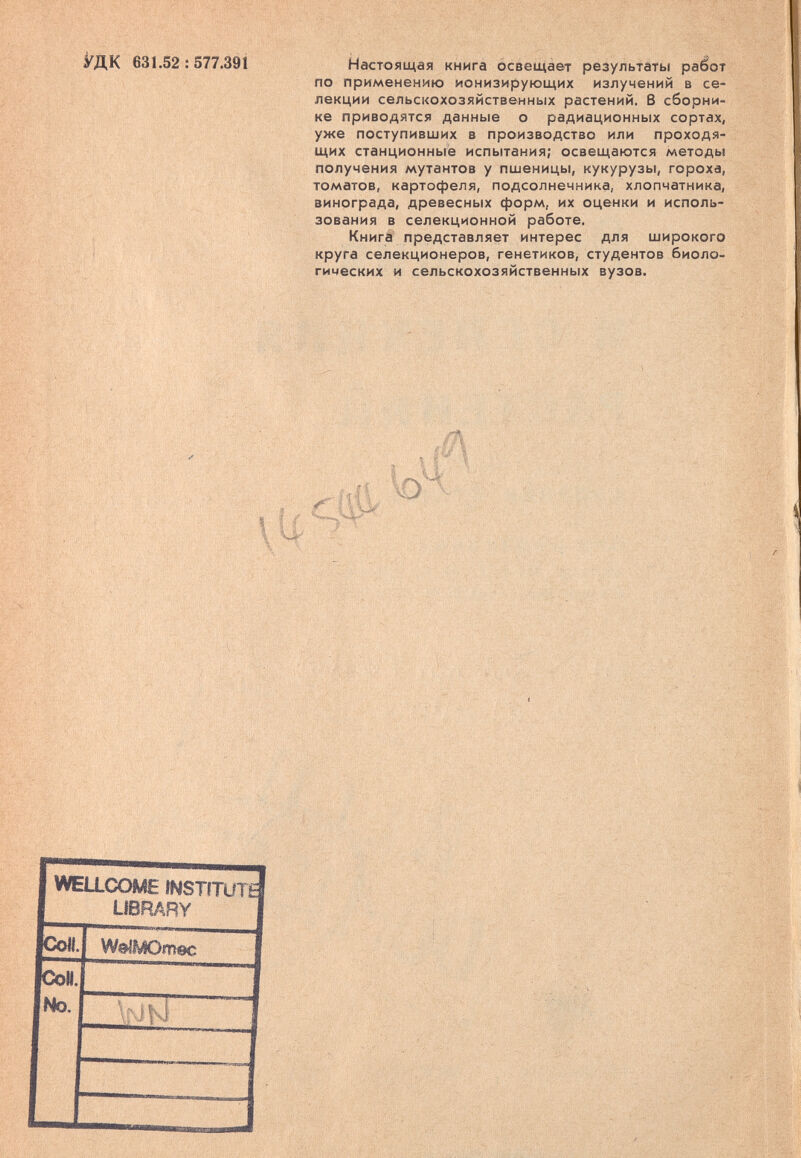 УДК 631.52 : 577.391
Настоящая книга освещает результаты работ
по применению ионизирующих излучений в се-
лекции сельскохозяйственных растений. В сборни-
ке приводятся данные о радиационных сортах,
уже поступивших в производство или проходя-
щих станционные испытания; освещаются методы
получения мутантов у пшеницы, кукурузы, гороха,
томатов, картофеля, подсолнечника, хлопчатника,
винограда, древесных форм, их оценки и исполь-
зования в селекционной работе.
Книга представляет интерес для широкого
круга селекционеров, генетиков, студентов биоло-
гических и сельскохозяйственных вузов.
WELLCOME INSTITUTE
LIBRARY
Coll. WelMOmec
Coll.
No.